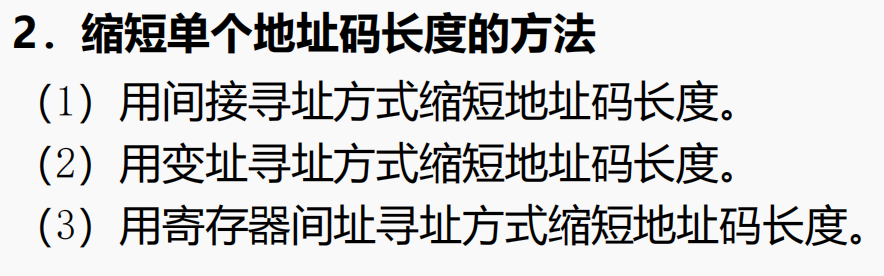 2．缩短单个地址码长度的方法
（1）用间接寻址方式缩短地址码长度。
（2）用变址寻址方式缩短地址码长度。
（3）用寄存器间址寻址方式缩短地址码长度。